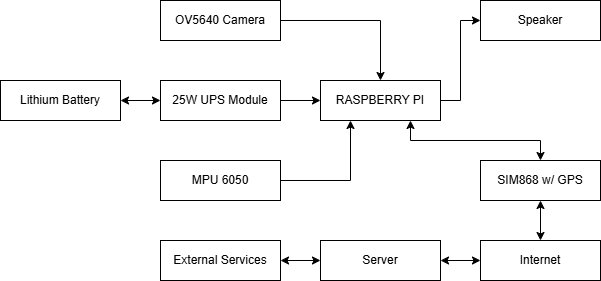 OV5640 Camera
Speaker
Lithium Battery
25W UPS Module
RASPBERRY PI
MPU 6050
SIM868 w/ GPS
External Services
Server
Internet